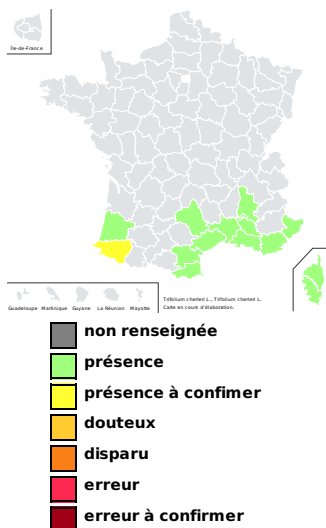 Île-de-France
Guadeloupe Martinique Guyane La Réunion Mayotte
Trifolium cherleri L., Trifolium cherleri L.
Carte en cours d'élaboration.
non renseignée
présence
présence à confimer
douteux
disparu
erreur
erreur à confirmer